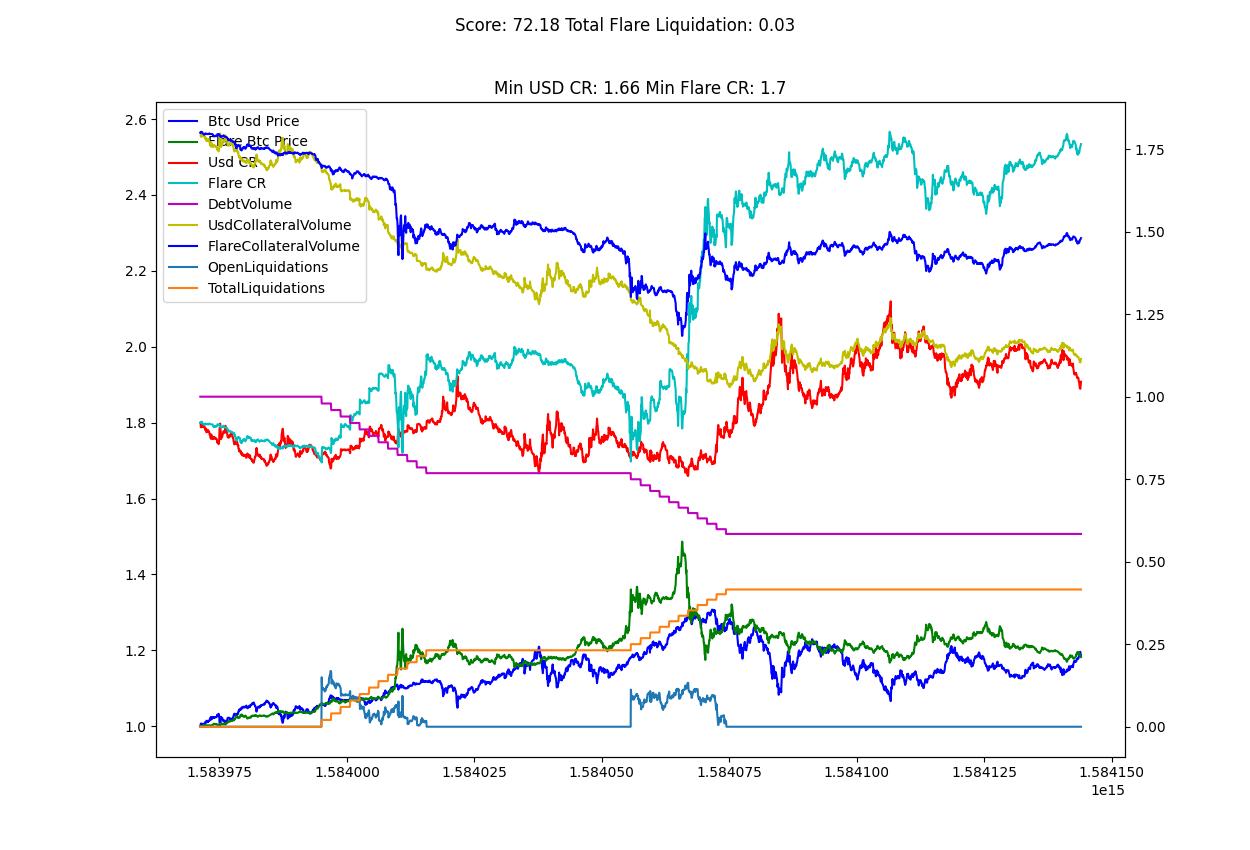 Score: 72.18 Total Flare Liquidation: 0.03
Min USD CR: 1.66 Min Flare CR: 1.7
Btc Usd Price
Flare Btc Price
Usd CR
Flare CR
DebtVolume
UsdCollateralVolume
FlareCollateralVolume
OpenLiquidations
TotalLiquidations
2.6
2.4
2.2
2.0
1.8
1.6
1.4
1.2
1.0
1.75
1.50
1.25
1.00
0.75
0.50
0.25
0.00
1.583975 1.584000 1.584025 1.584050 1.584075 1.584100 1.584125 1.584150
1e15